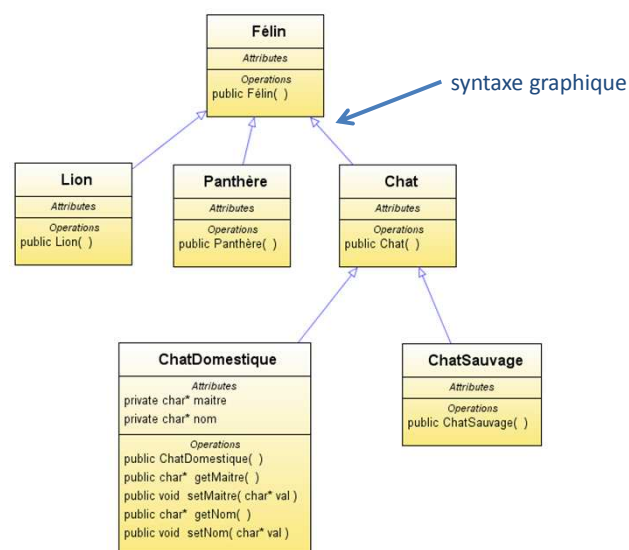 Félin
Attributes
Operations
public Félin( )
syntaxe graphique
Lion
Attributes
Operations
public Lion( )
Panthère
Attributes
Operations
public Panthère( )
Chat
Attributes
Operations
public Chat( )
ChatDomestique
Attributes
private char* maitre
private char* nom
Operations
public ChatDomestique( )
public char* getMaitre( )
public void setMaitre( char* val )
public char* getNom( )
public void setNom( char* val )
ChatSauvage
Attributes
Operations
public ChatSauvage( )